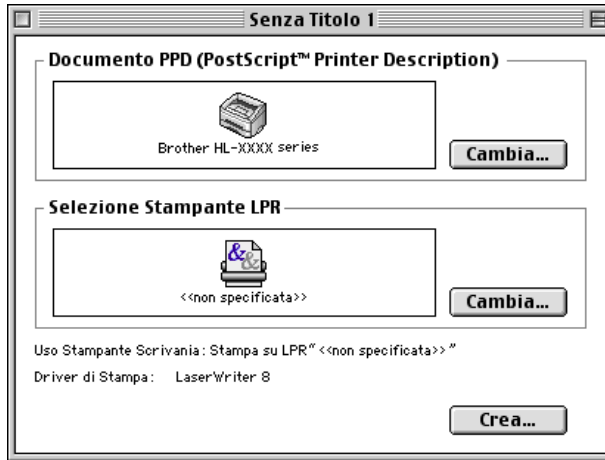 Senza Titolo 1
Documento PPD (PostScript™ Printer Description)
Brother HL-XXXX series
Cambia...
Selezione Stampante LPR
<<non specificata>>
Cambia...
Uso Stampante Scrivania: Stampa su LPR“<<non specificata>>”
Driver di Stampa: LaserWriter 8
Crea...